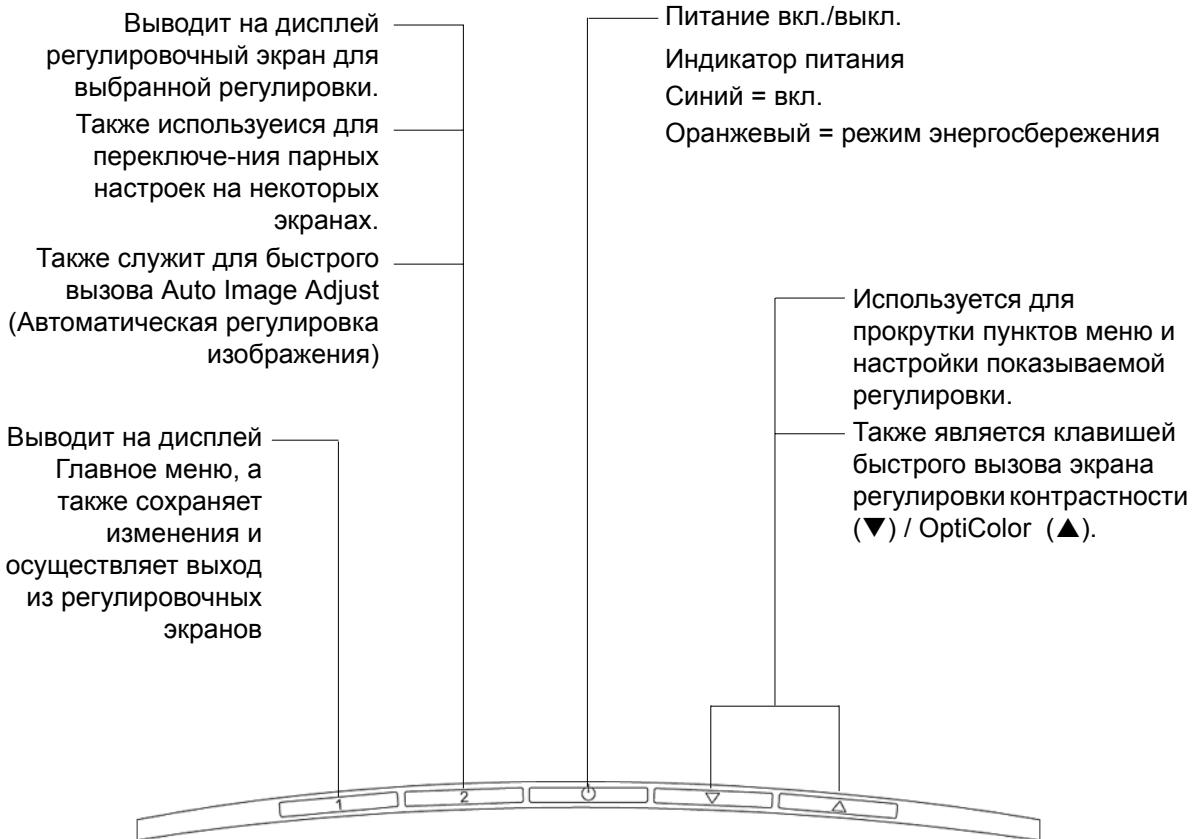 Выводит на дисплей
регулировочный экран для
выбранной регулировки.
Также используеися для
переключе-ния парных
настроек на некоторых
экранах.
Также служит для быстрого
вызова Auto Image Adjust
(Автоматическая регулировка
изображения)
Выводит на дисплей
Главное меню, а
также сохраняет
изменения и
осуществляет выход
из регулировочных
экранов
Питание вкл./выкл.
Индикатор питания
Синий = вкл.
Оранжевый = режим энергосбережения
Используется для
прокрутки пунктов меню и
настройки показываемой
регулировки.
Также является клавишей
быстрого вызова экрана
регулировки контрастности
(▼) / OptiColor (▲).
1 2 ▽ △